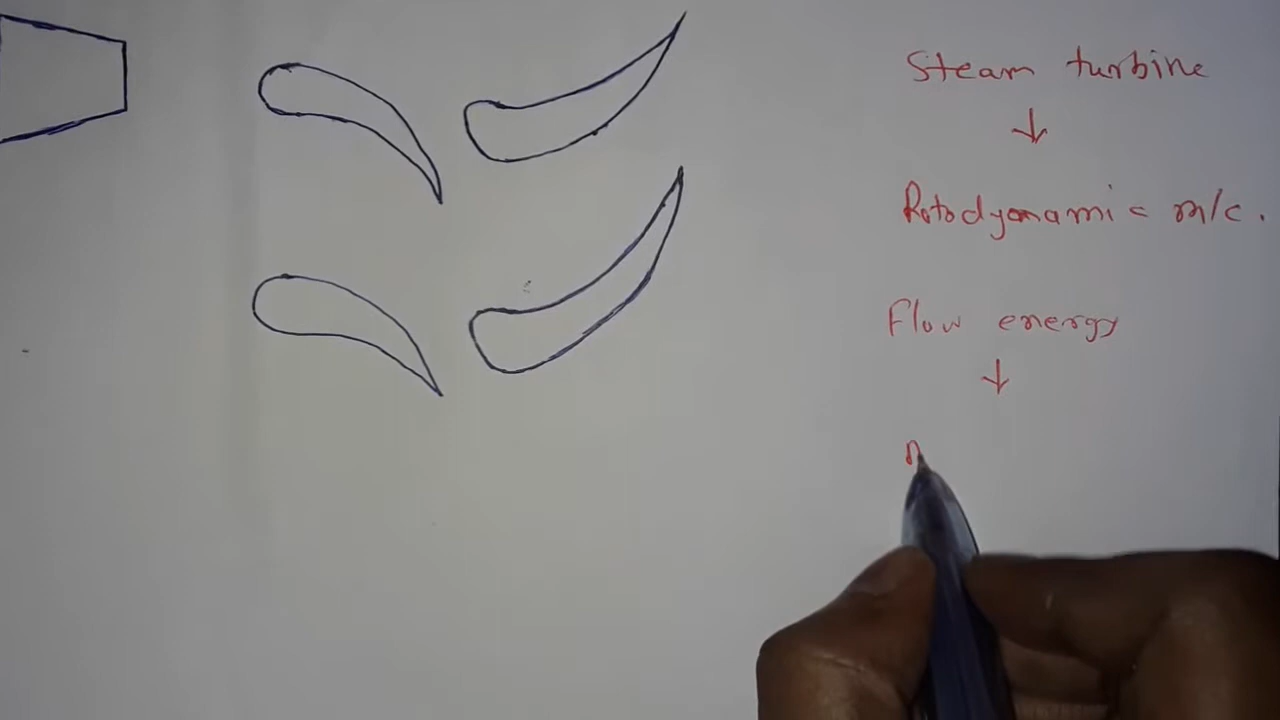 Steam turbine
↓
Rotodynamic m/c.
Flow energy
↓